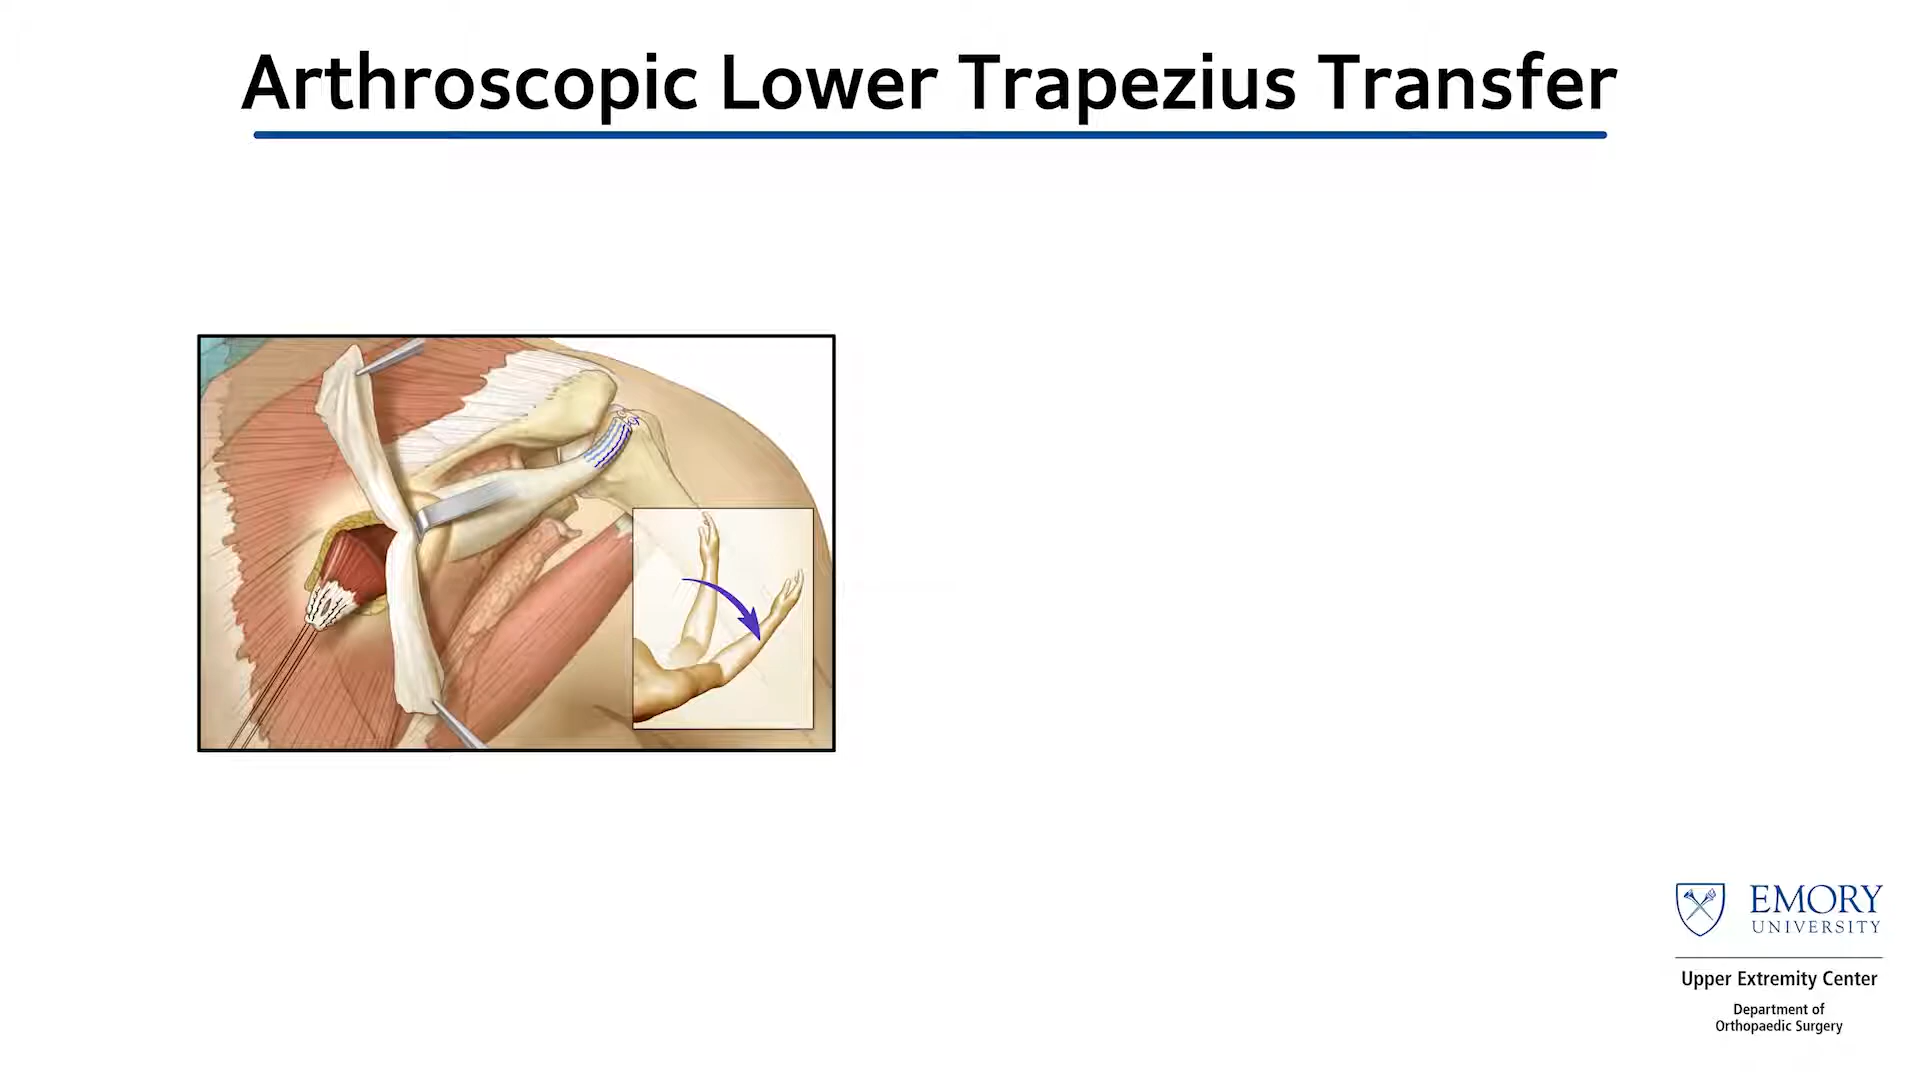 Arthroscopic Lower Trapezius Transfer
EMORY
UNIVERSITY
Upper Extremity Center
Department of
Orthopaedic Surgery